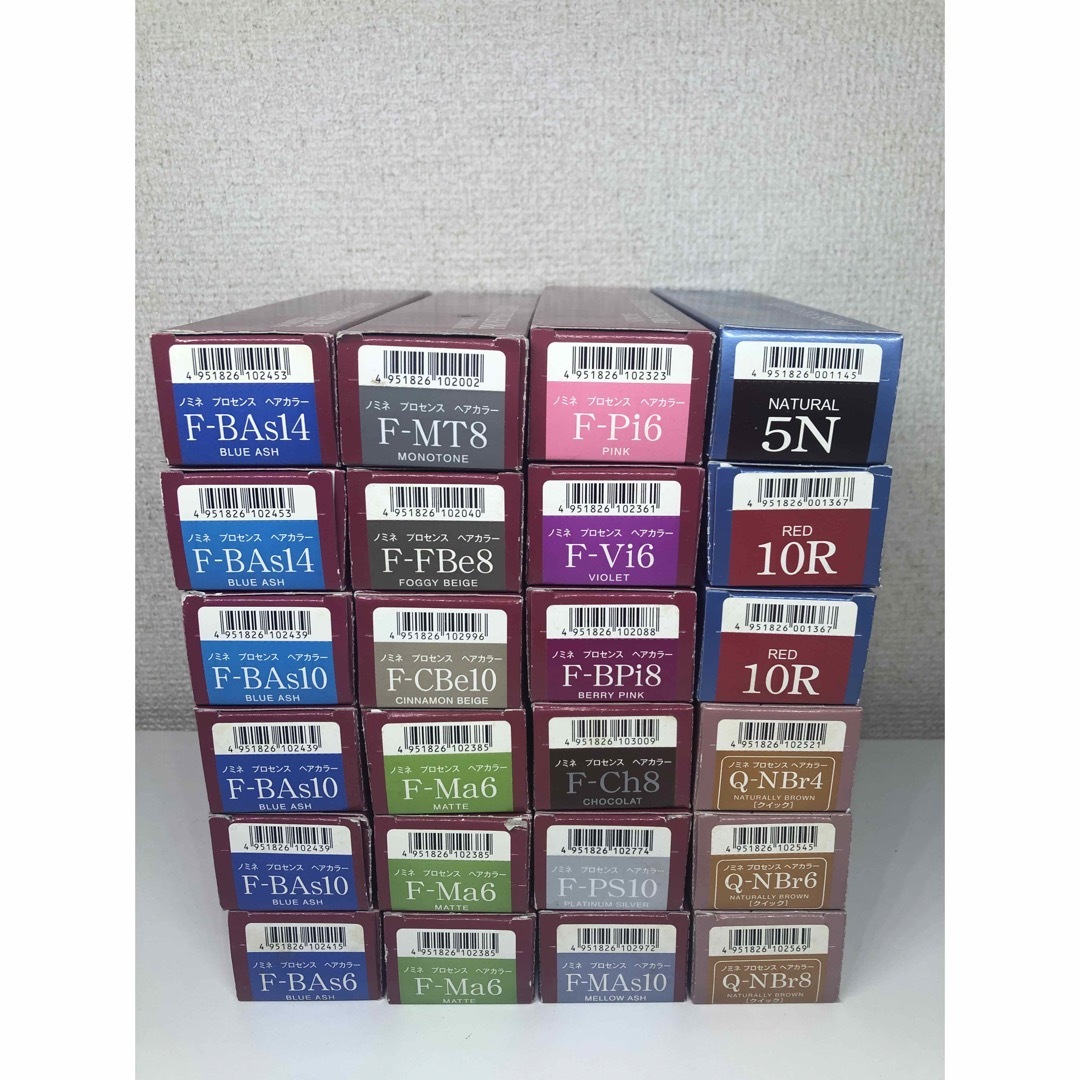 4 951826 102453
ノミネ プロセンス ヘアカラー
F-BAs14
BLUE ASH
4 951826 102002
ノミネ プロセンス ヘアカラー
F-MT8
MONOTONE
4 951826 102323
ノミネ プロセンス ヘアカラー
F-Pi6
PINK
4 951826 001145
NATURAL
5N
4 951826 102453
ノミネ プロセンス ヘアカラー
F-BAs14
BLUE ASH
4 951826 102040
ノミネ プロセンス ヘアカラー
F-FBe8
FOGGY BEIGE
4 951826 102361
ノミネ プロセンス ヘアカラー
F-Vi6
VIOLET
4 951826 001367
RED
10R
4 951826 102439
ノミネ プロセンス ヘアカラー
F-BAs10
BLUE ASH
4 951826 102996
ノミネ プロセンス ヘアカラー
F-CBe10
CINNAMON BEIGE
4 951826 102088
ノミネ プロセンス ヘアカラー
F-BPi8
BERRY PINK
4 951826 001367
RED
10R
4 951826 102439
ノミネ プロセンス ヘアカラー
F-BAs10
BLUE ASH
4 951826 102385
ノミネ プロセンス ヘアカラー
F-Ma6
MATTE
4 951826 103009
ノミネ プロセンス ヘアカラー
F-Ch8
CHOCOLAT
4 951826 102521
ノミネ プロセンス ヘアカラー
Q-NBr4
NATURALLY BROWN
[クイック]
4 951826 102439
ノミネ プロセンス ヘアカラー
F-BAs10
BLUE ASH
4 951826 102385
ノミネ プロセンス ヘアカラー
F-Ma6
MATTE
4 951826 102774
ノミネ プロセンス ヘアカラー
F-PS10
PLATINUM SILVER
4 951826 102545
ノミネ プロセンス ヘアカラー
Q-NBr6
NATURALLY BROWN
[クイック]
4 951826 102415
ノミネ プロセンス ヘアカラー
F-BAs6
BLUE ASH
4 951826 102385
ノミネ プロセンス ヘアカラー
F-Ma6
MATTE
4 951826 102972
ノミネ プロセンス ヘアカラー
F-MAs10
MELLOW ASH
4 951826 102569
ノミネ プロセンス ヘアカラー
Q-NBr8
NATURALLY BROWN
[クイック]